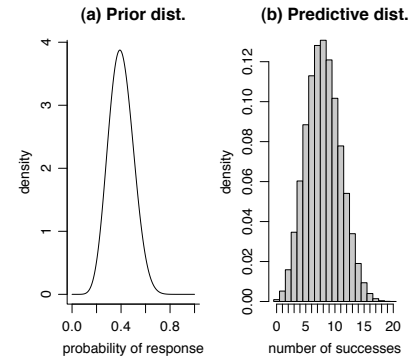 (a) Prior dist.
density
4
3
2
1
0
0.0 0.4 0.8
probability of response
(b) Predictive dist.
density
0.12
0.10
0.08
0.06
0.04
0.02
0.00
0 5 10 15 20
number of successes